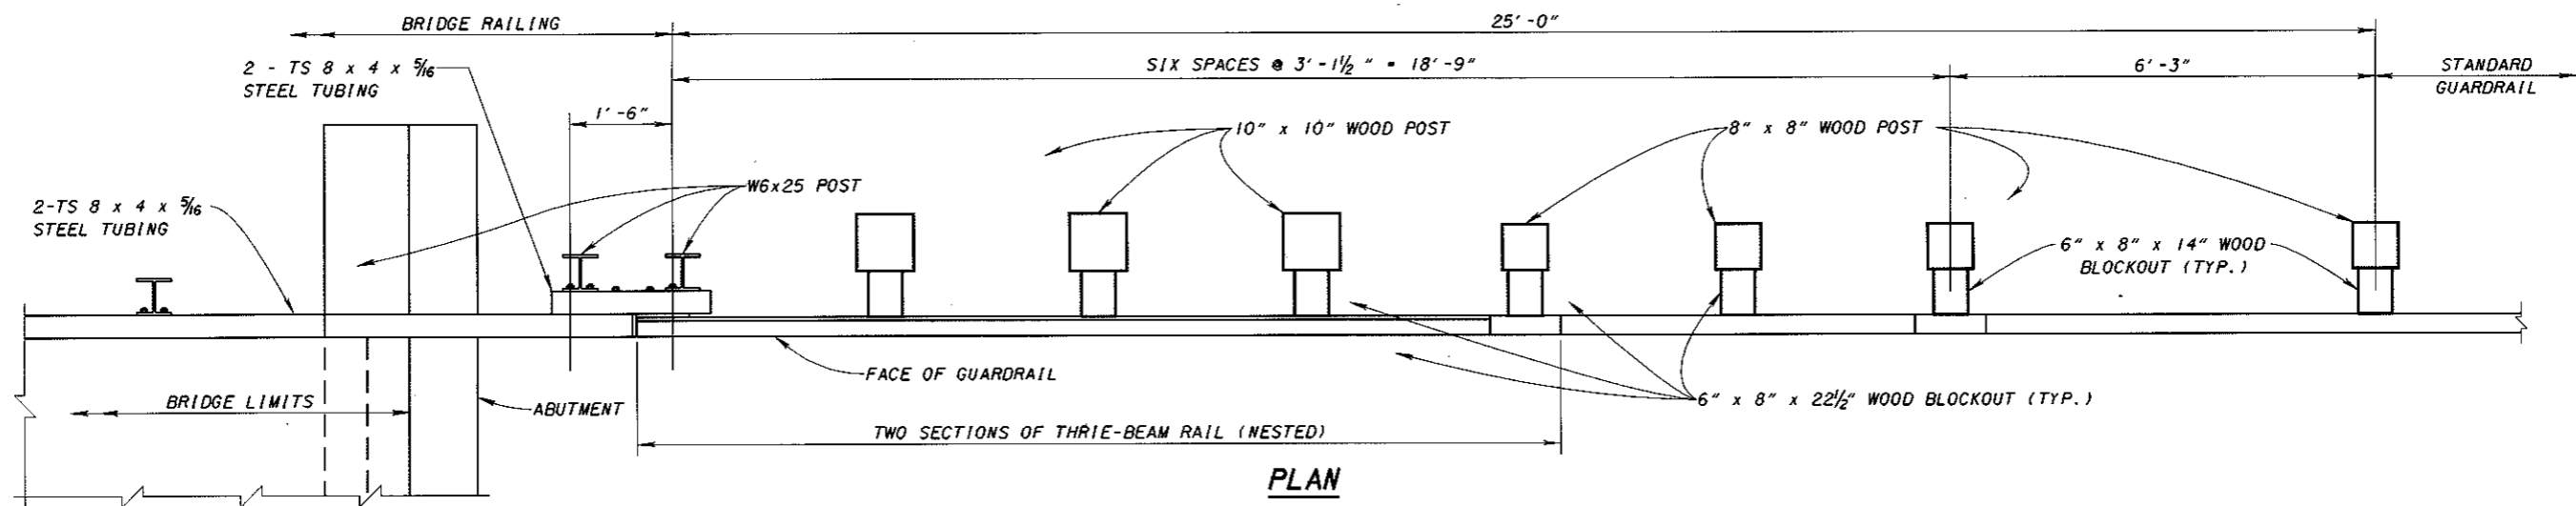 BRIDGE RAILING
25'-0"
2 - TS 8 x 4 x 5/16
STEEL TUBING
SIX SPACES @ 3'-1½" = 18'-9"
6'-3"
STANDARD
GUARDRAIL
1'-6"
10" x 10" WOOD POST
8" x 8" WOOD POST
W6x25 POST
2-TS 8 x 4 x 5/16
STEEL TUBING
6" x 8" x 14" WOOD
BLOCKOUT (TYP.)
FACE OF GUARDRAIL
BRIDGE LIMITS
ABUTMENT
6" x 8" x 22½" WOOD BLOCKOUT (TYP.)
TWO SECTIONS OF THRIE-BEAM RAIL (NESTED)
PLAN